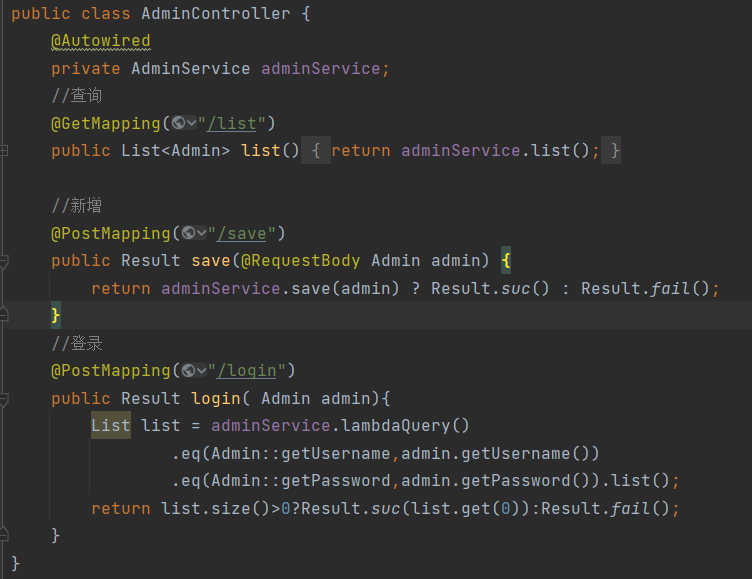 public class AdminController {
    @Autowired
    private AdminService adminService;
    //查询
    @GetMapping("/list")
    public List<Admin> list() { return adminService.list(); }
    //新增
    @PostMapping("/save")
    public Result save(@RequestBody Admin admin) {
        return adminService.save(admin) ? Result.suc() : Result.fail();
    }
    //登录
    @PostMapping("/login")
    public Result login( Admin admin){
        List list = adminService.lambdaQuery()
                .eq(Admin::getUsername,admin.getUsername())
                .eq(Admin::getPassword,admin.getPassword()).list();
        return list.size()>0?Result.suc(list.get(0)):Result.fail();
    }
}